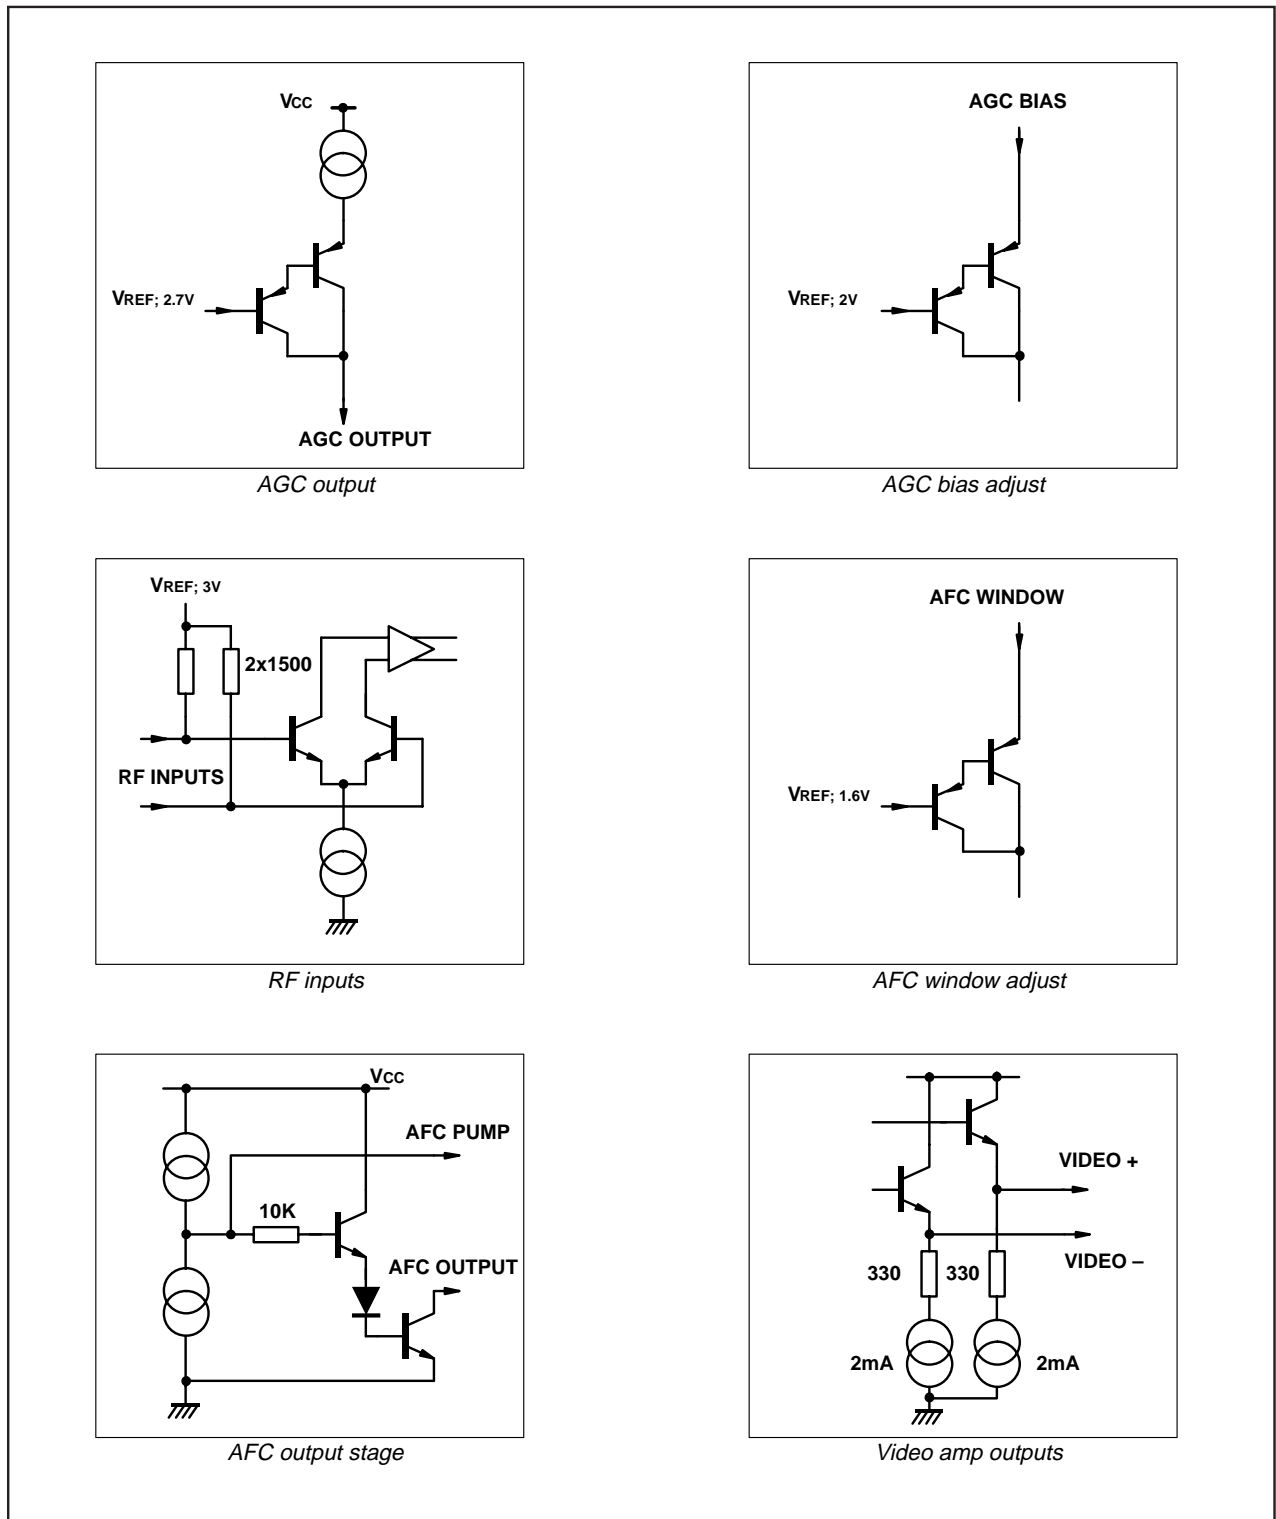 VCC
VREF; 2.7V
AGC OUTPUT
AGC output
AGC BIAS
VREF; 2V
AGC bias adjust
VREF; 3V
2x1500
RF INPUTS
RF inputs
AFC WINDOW
VREF; 1.6V
AFC window adjust
VCC
AFC PUMP
10K
AFC OUTPUT
AFC output stage
VIDEO +
VIDEO –
330 330
2mA 2mA
Video amp outputs